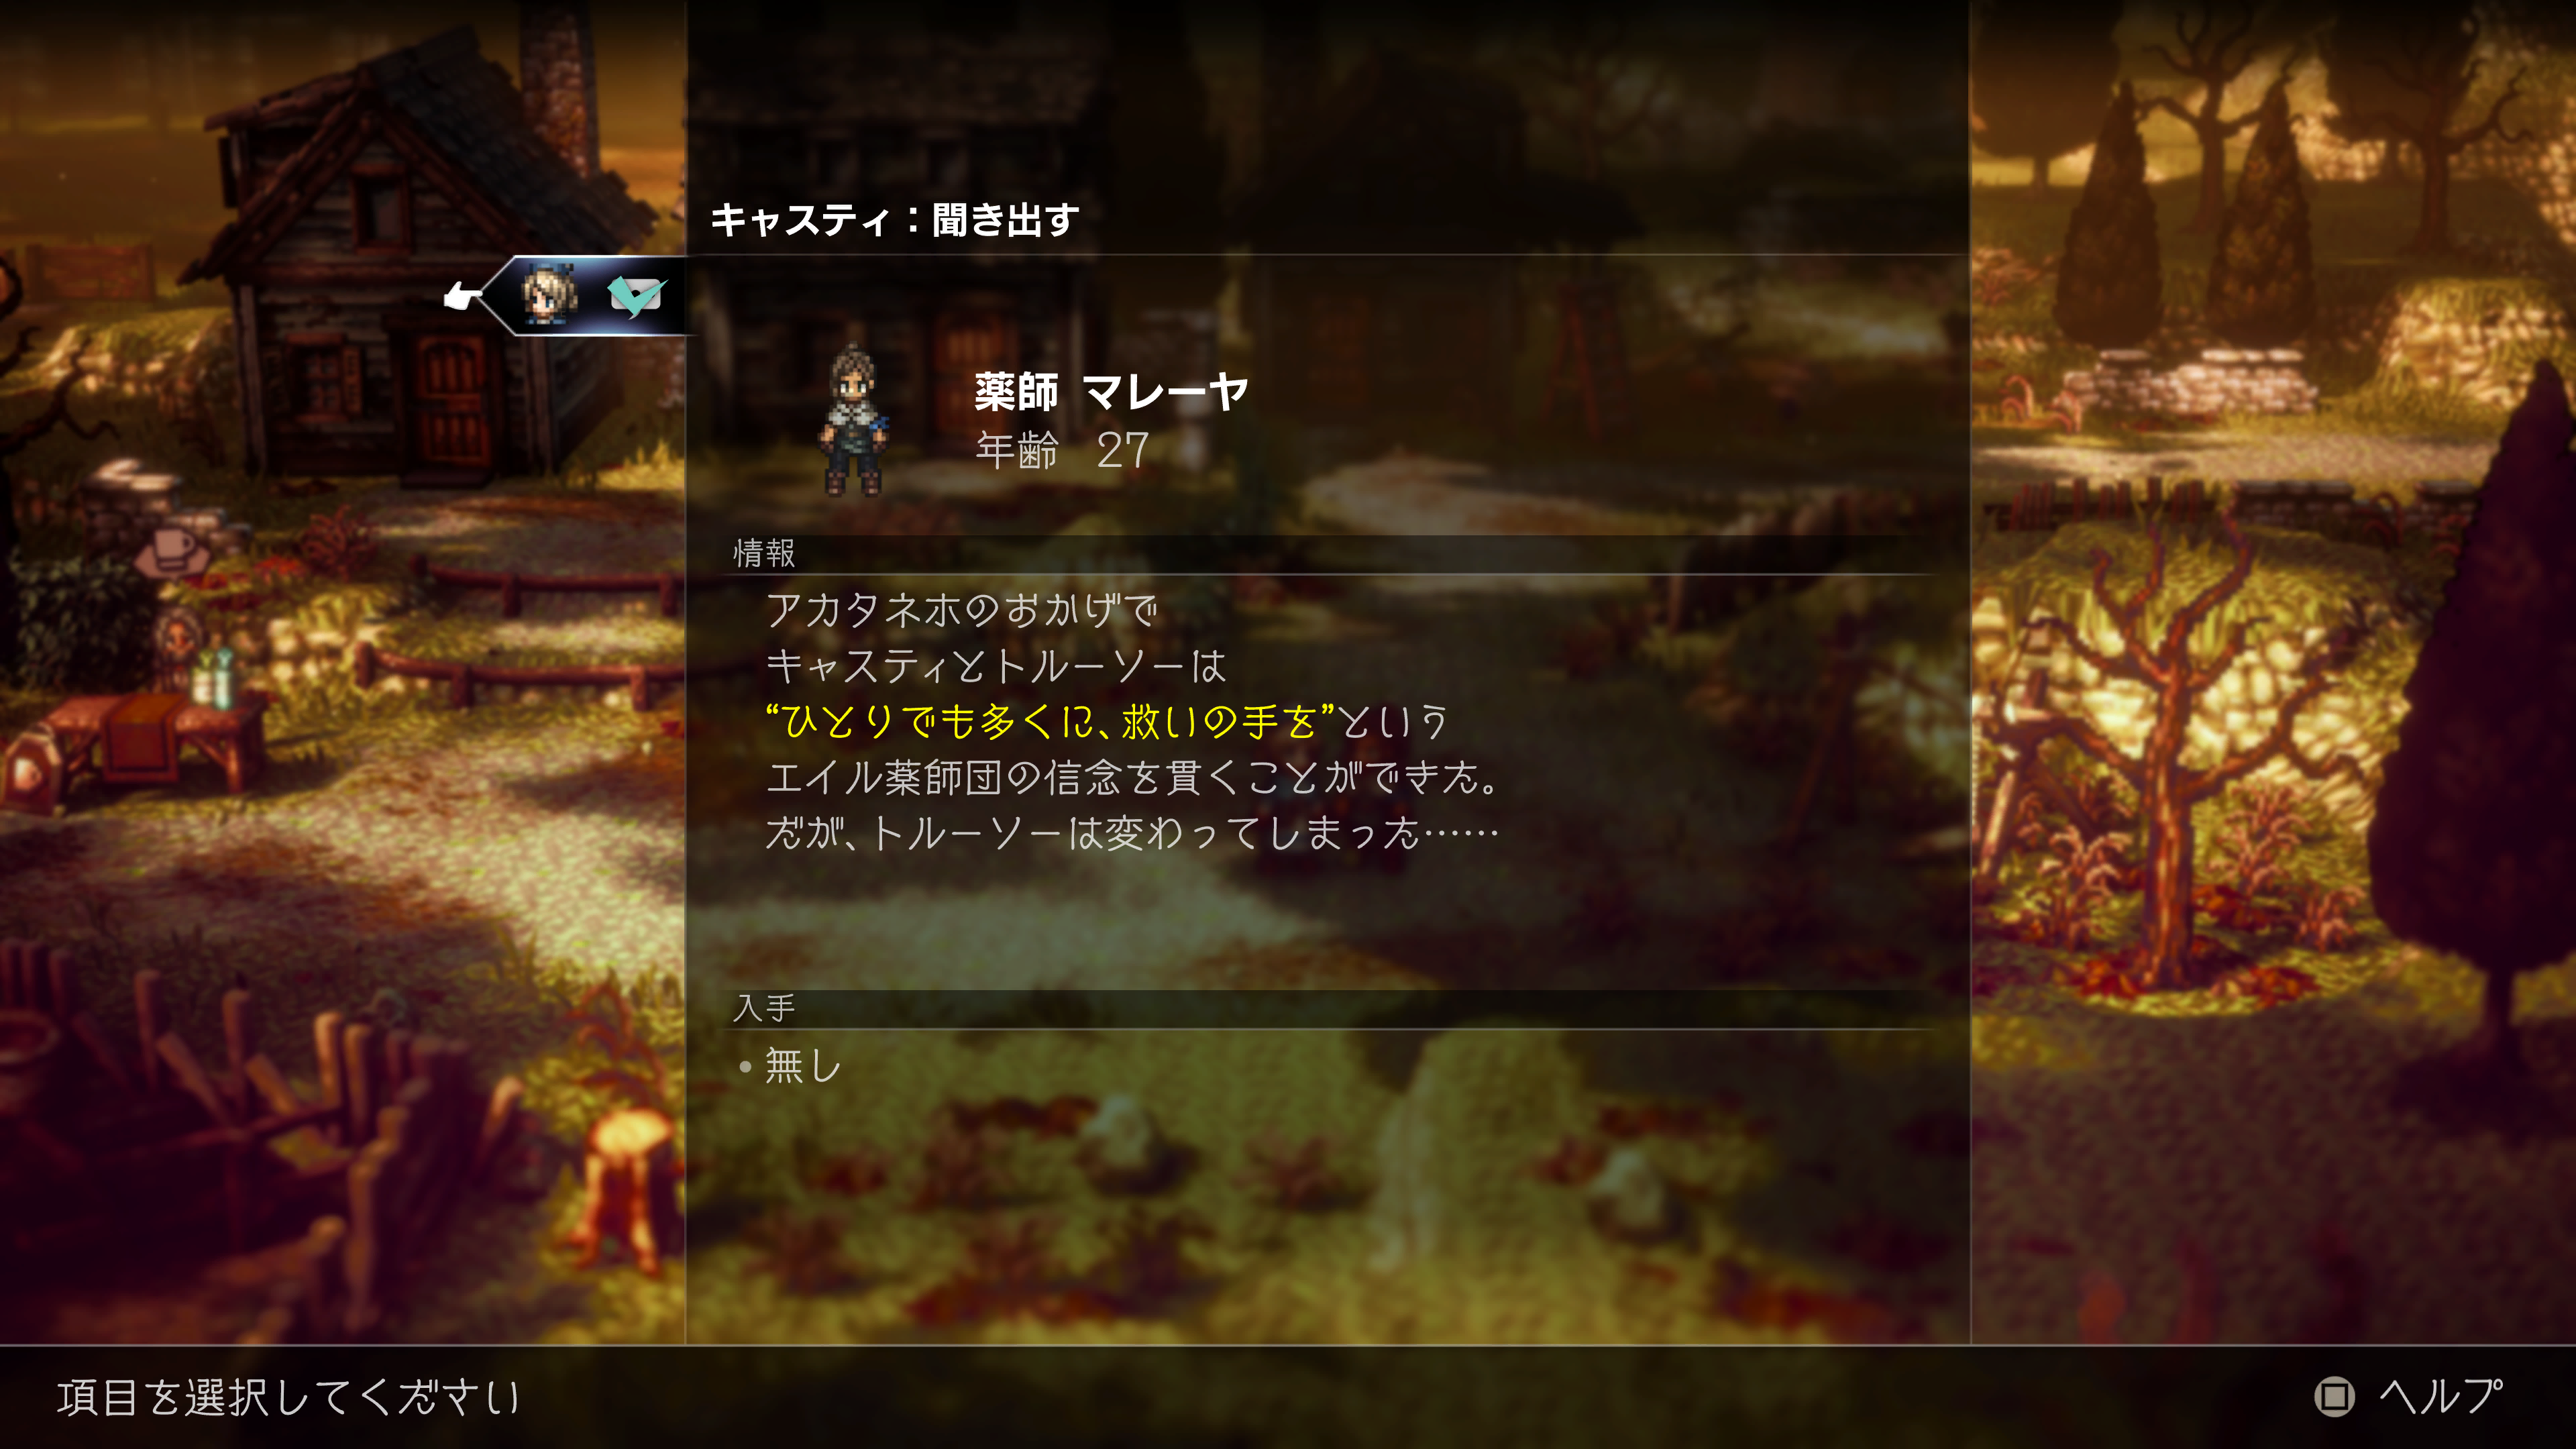 キャスティ：聞き出す
薬師 マレーヤ
年齢 27
情報
アカタネホのおかげで
キャスティとトルーソーは
“ひとりでも多くに、救いの手を”という
エイル薬師団の信念を貫くことができた。
だが、トルーソーは変わってしまった……
入手
• 無し
項目を選択してください
ヘルプ